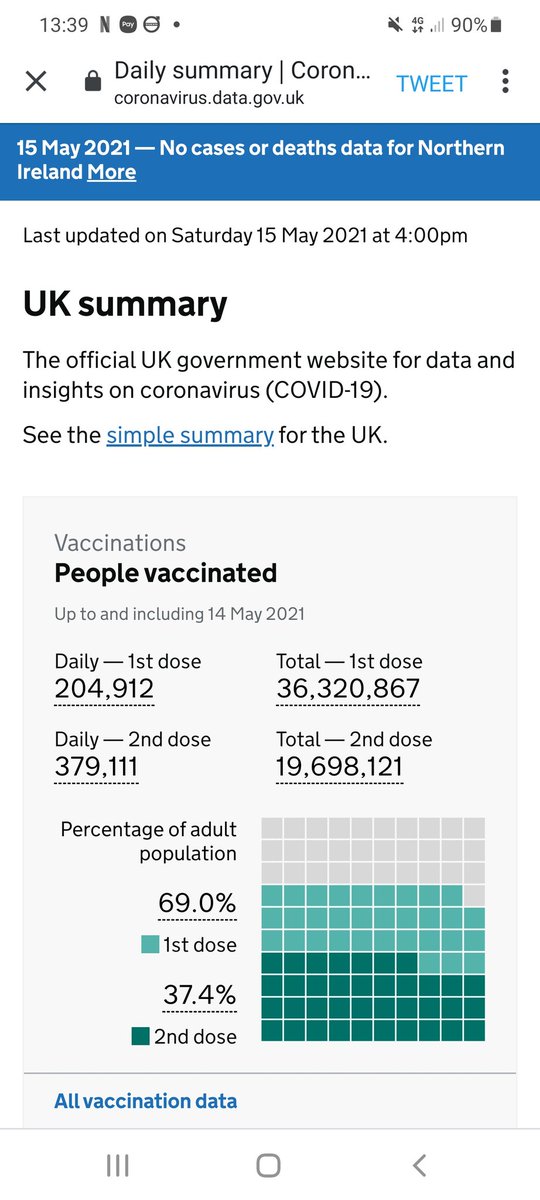 13:39 N Pay 4G 90%
Daily summary | Coron...
coronavirus.data.gov.uk
TWEET
15 May 2021 — No cases or deaths data for Northern
Ireland More
Last updated on Saturday 15 May 2021 at 4:00pm
UK summary
The official UK government website for data and
insights on coronavirus (COVID-19).
See the simple summary for the UK.
Vaccinations
People vaccinated
Up to and including 14 May 2021
Daily — 1st dose
204,912
Total — 1st dose
36,320,867
Daily — 2nd dose
379,111
Total — 2nd dose
19,698,121
Percentage of adult
population
69.0%
1st dose
37.4%
2nd dose
All vaccination data